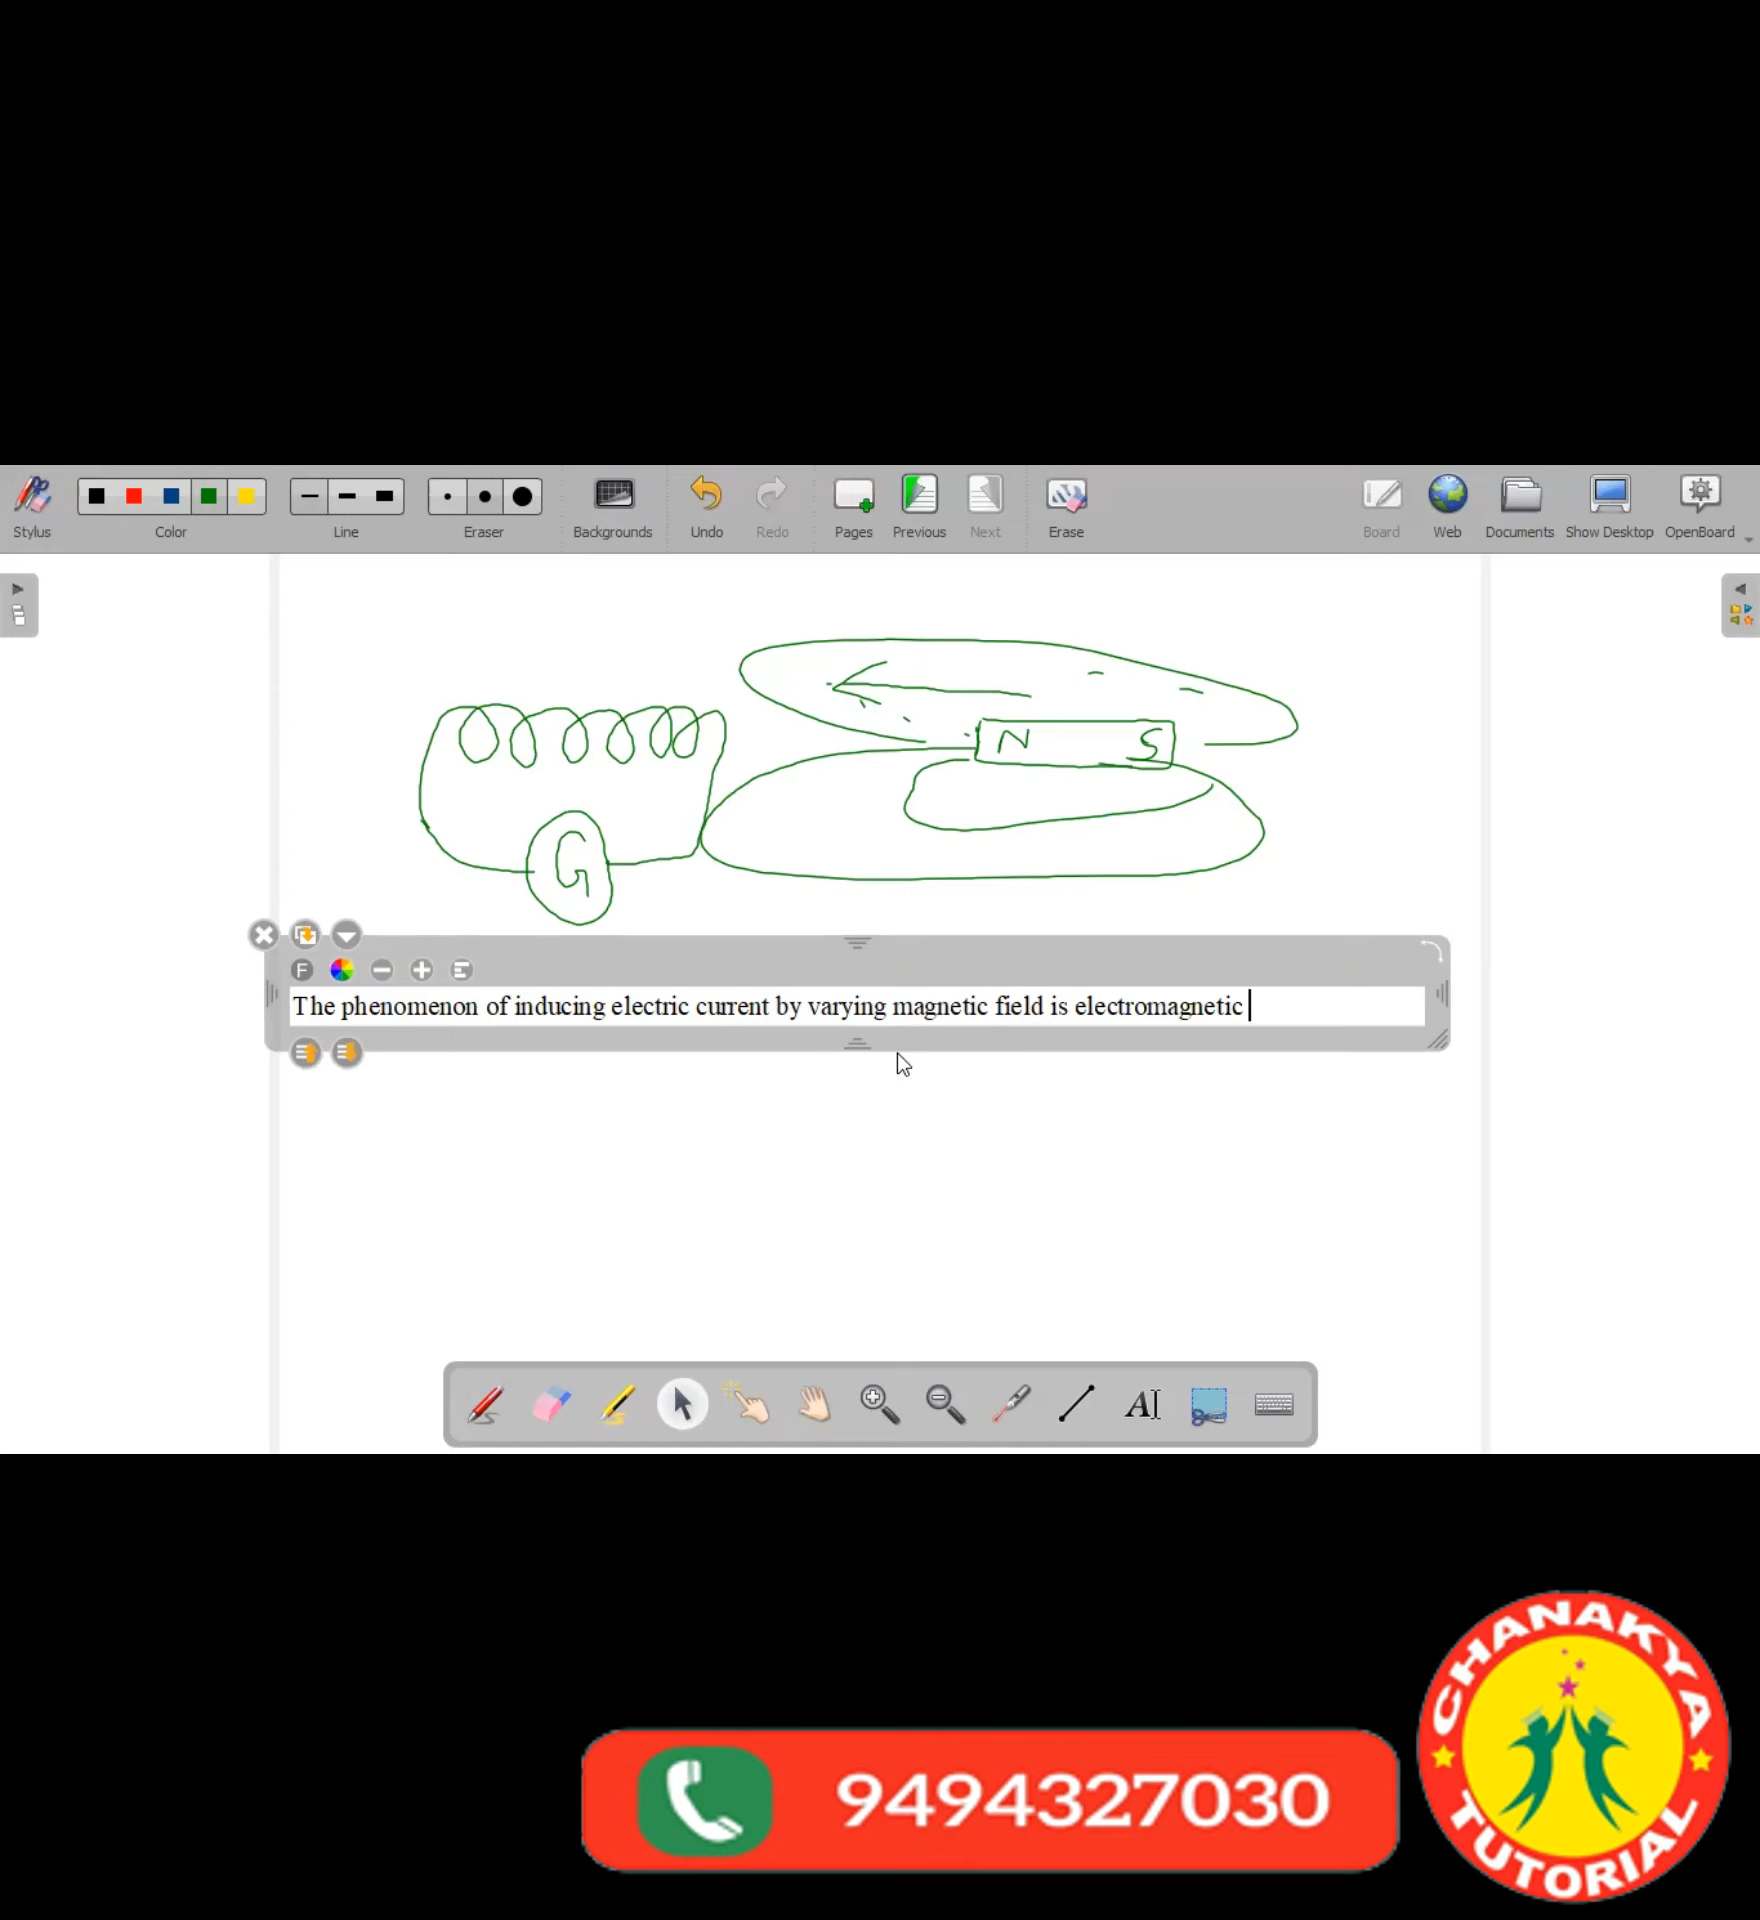 Stylus
Color
Line
Eraser
Backgrounds
Undo
Redo
Pages
Previous
Next
Erase
Board
Web
Documents
Show Desktop
OpenBoard
N S
G
F
The phenomenon of inducing electric current by varying magnetic field is electromagnetic
AI
CHANAKYA
TUTORIAL
9494327030